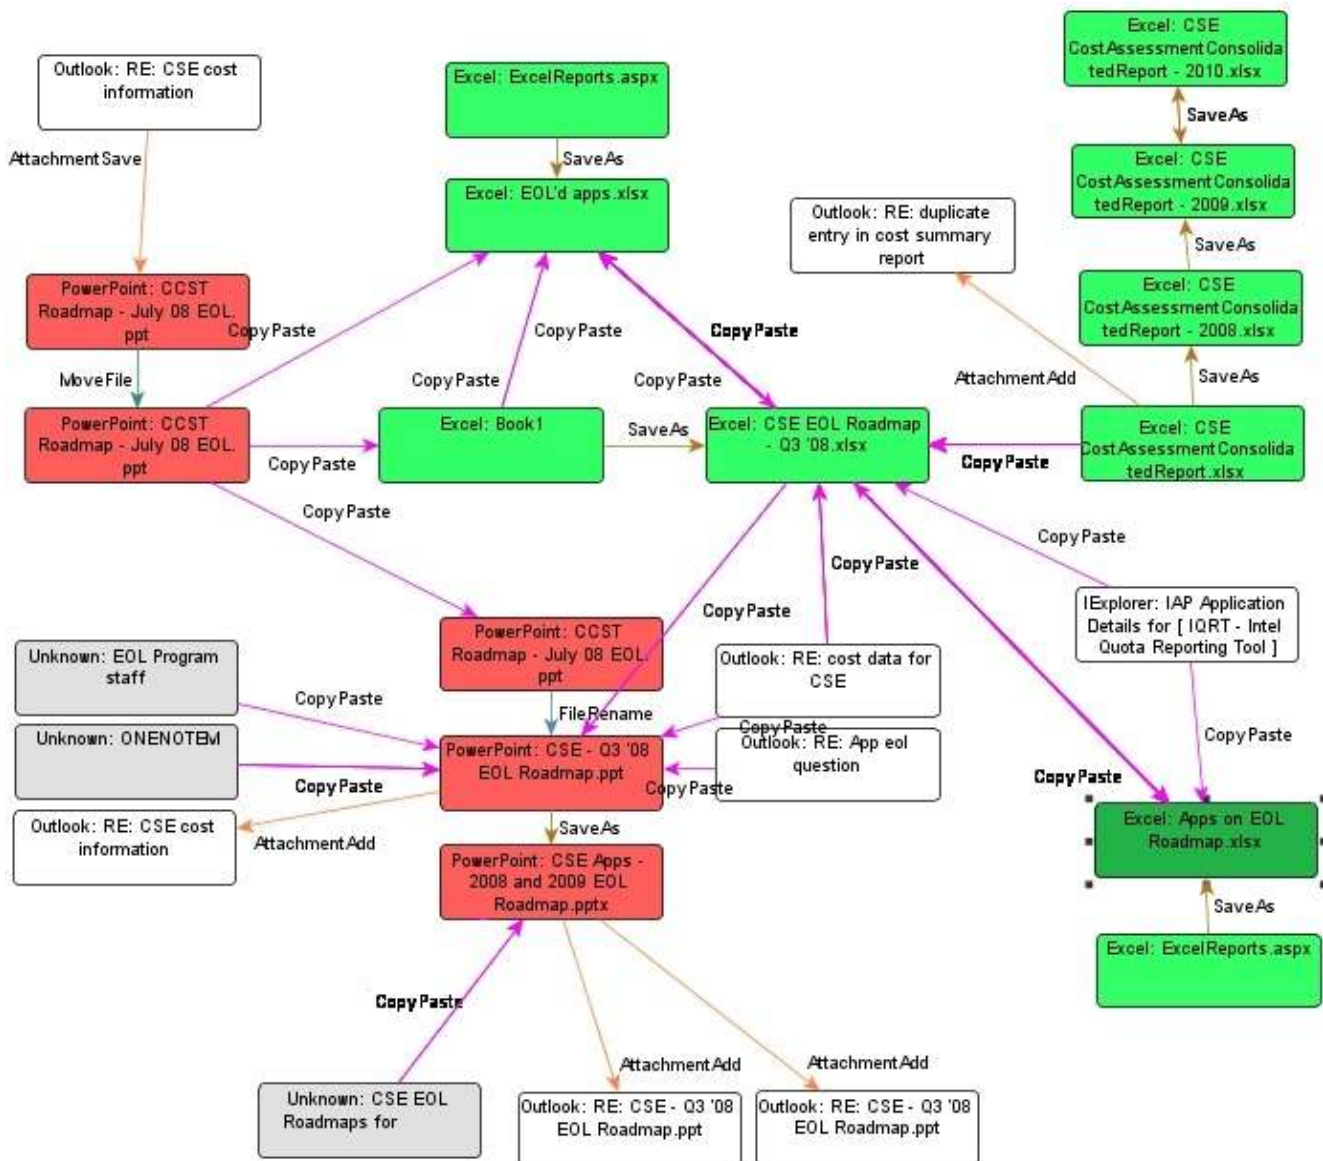 Excel: CSE
CostAssessmentConsolida
tedReport - 2010.xlsx
Outlook: RE: CSE cost
information
Excel: ExcelReports.aspx
SaveAs
AttachmentSave
SaveAs
Excel: EOL'd apps.xlsx
Excel: CSE
CostAssessmentConsolida
tedReport - 2009.xlsx
Outlook: RE: duplicate
entry in cost summary
report
SaveAs
PowerPoint: CCST
Roadmap - July 08 EOL.
ppt
Excel: CSE
CostAssessmentConsolida
tedReport - 2008.xlsx
CopyPaste
CopyPaste
CopyPaste
MoveFile
CopyPaste
CopyPaste
AttachmentAdd
SaveAs
PowerPoint: CCST
Roadmap - July 08 EOL.
ppt
Excel: Book1
SaveAs
Excel: CSE EOL Roadmap
- Q3 '08.xlsx
Excel: CSE
CostAssessmentConsolida
tedReport.xlsx
CopyPaste
CopyPaste
CopyPaste
CopyPaste
CopyPaste
CopyPaste
PowerPoint: CCST
Roadmap - July 08 EOL.
ppt
IExplorer: IAP Application
Details for [ IQRT - Intel
Quota Reporting Tool ]
Unknown: EOL Program
staff
Outlook: RE: cost data for
CSE
CopyPaste
FileRename
CopyPaste
CopyPaste
Unknown: ONENOTEM
PowerPoint: CSE - Q3 '08
EOL Roadmap.ppt
Outlook: RE: App eol
question
CopyPaste
CopyPaste
CopyPaste
Outlook: RE: CSE cost
information
AttachmentAdd
SaveAs
Excel: Apps on EOL
Roadmap.xlsx
PowerPoint: CSE Apps -
2008 and 2009 EOL
Roadmap.pptx
SaveAs
Excel: ExcelReports.aspx
CopyPaste
AttachmentAdd
AttachmentAdd
Unknown: CSE EOL
Roadmaps for
Outlook: RE: CSE - Q3 '08
EOL Roadmap.ppt
Outlook: RE: CSE - Q3 '08
EOL Roadmap.ppt